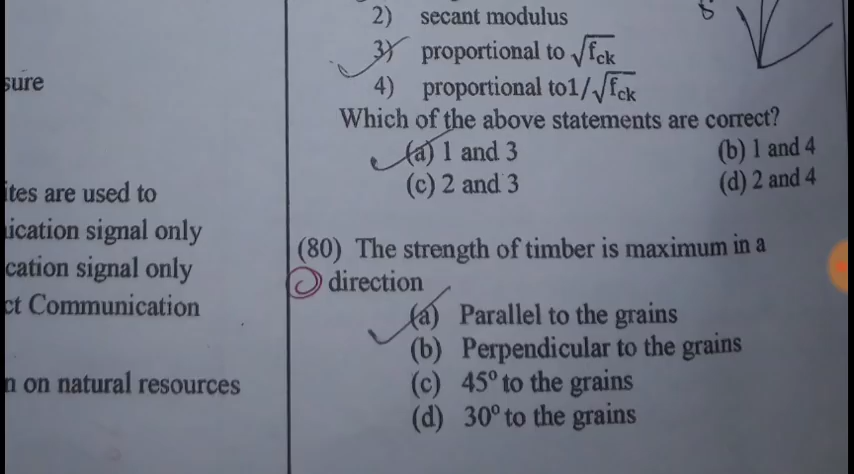 sure
ites are used to
ication signal only
cation signal only
ct Communication
n on natural resources
2) secant modulus
3) proportional to √fck
4) proportional to1/√fck
Which of the above statements are correct?
(a) 1 and 3 (b) 1 and 4
(c) 2 and 3 (d) 2 and 4
(80) The strength of timber is maximum in a
direction
(a) Parallel to the grains
(b) Perpendicular to the grains
(c) 45° to the grains
(d) 30° to the grains